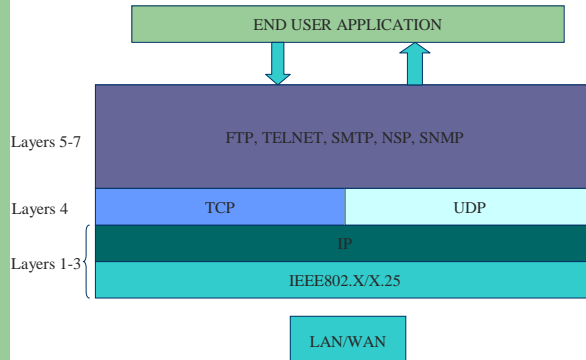 END USER APPLICATION
Layers 5-7
FTP, TELNET, SMTP, NSP, SNMP
Layers 4
TCP
UDP
Layers 1-3
IP
IEEE802.X/X.25
LAN/WAN